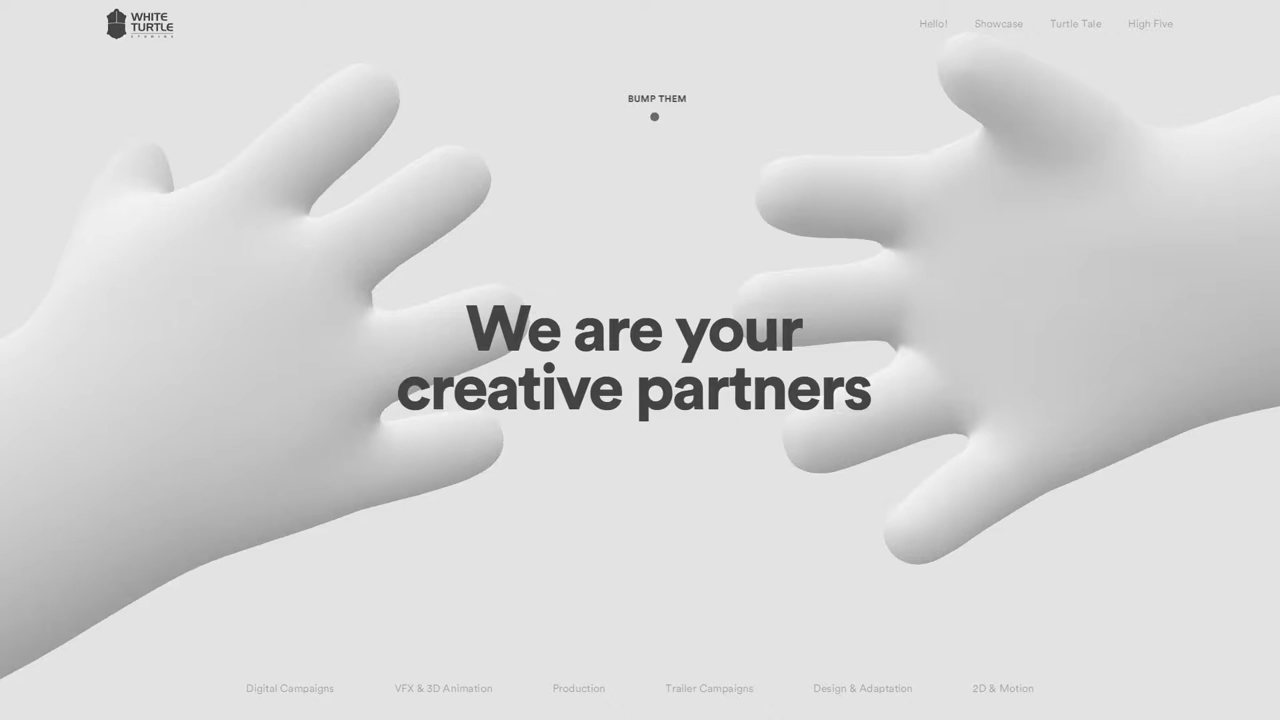 WHITE
TURTLE
STUDIOS
Hello!
Showcase
Turtle Tale
High Five
BUMP THEM
We are your
creative partners
Digital Campaigns
VFX & 3D Animation
Production
Trailer Campaigns
Design & Adaptation
2D & Motion